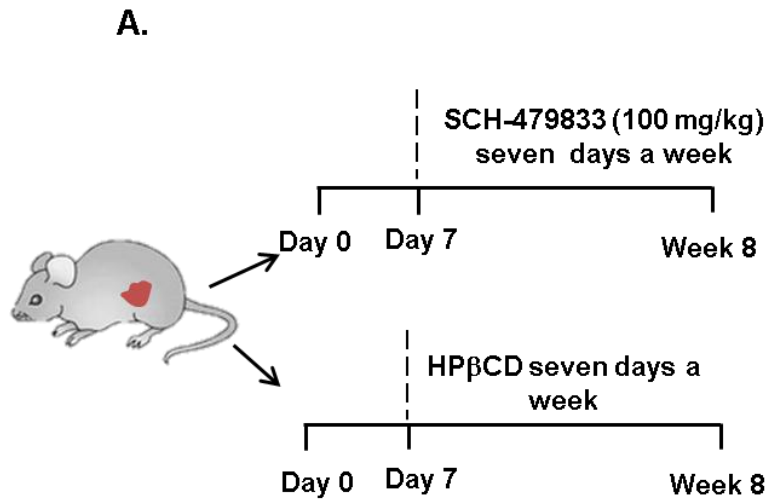 A.
SCH-479833 (100 mg/kg)
seven days a week
Day 0
Day 7
Week 8
HPβCD seven days a
week
Day 0
Day 7
Week 8